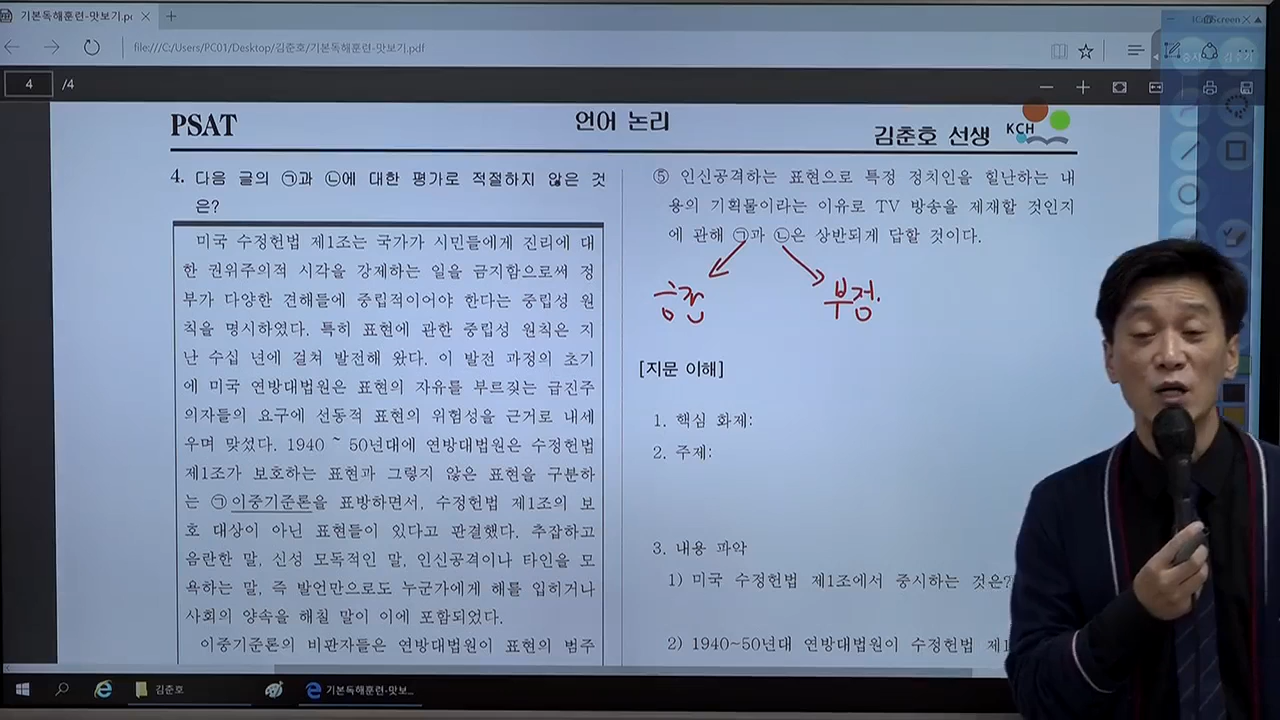 기본독해훈련-맛보기.pc
file:///C:/Users/PC01/Desktop/김준호/기본독해훈련-맛보기.pdf
4 /4
PSAT
언어 논리
김춘호 선생
KCH
4. 다음 글의 ㉠과 ㉡에 대한 평가로 적절하지 않은 것
은?
미국 수정헌법 제1조는 국가가 시민들에게 진리에 대
한 권위주의적 시각을 강제하는 일을 금지함으로써 정
부가 다양한 견해들에 중립적이어야 한다는 중립성 원
칙을 명시하였다. 특히 표현에 관한 중립성 원칙은 지
난 수십 년에 걸쳐 발전해 왔다. 이 발전 과정의 초기
에 미국 연방대법원은 표현의 자유를 부르짖는 급진주
의자들의 요구에 선동적 표현의 위험성을 근거로 내세
우며 맞섰다. 1940 ~ 50년대에 연방대법원은 수정헌법
제1조가 보호하는 표현과 그렇지 않은 표현을 구분하
는 ㉠이중기준론을 표방하면서, 수정헌법 제1조의 보
호 대상이 아닌 표현들이 있다고 판결했다. 추잡하고
음란한 말, 신성 모독적인 말, 인신공격이나 타인을 모
욕하는 말, 즉 발언만으로도 누군가에게 해를 입히거나
사회의 양속을 해칠 말이 이에 포함되었다.
이중기준론의 비판자들은 연방대법원이 표현의 범주
⑤ 인신공격하는 표현으로 특정 정치인을 힐난하는 내
용의 기획물이라는 이유로 TV 방송을 제재할 것인지
에 관해 ㉠과 ㉡은 상반되게 답할 것이다.
부정.
[지문 이해]
1. 핵심 화제:
2. 주제:
3. 내용 파악
1) 미국 수정헌법 제1조에서 중시하는 것은?
2) 1940~50년대 연방대법원이 수정헌법 제1
김준호
기본독해훈련-맛보...